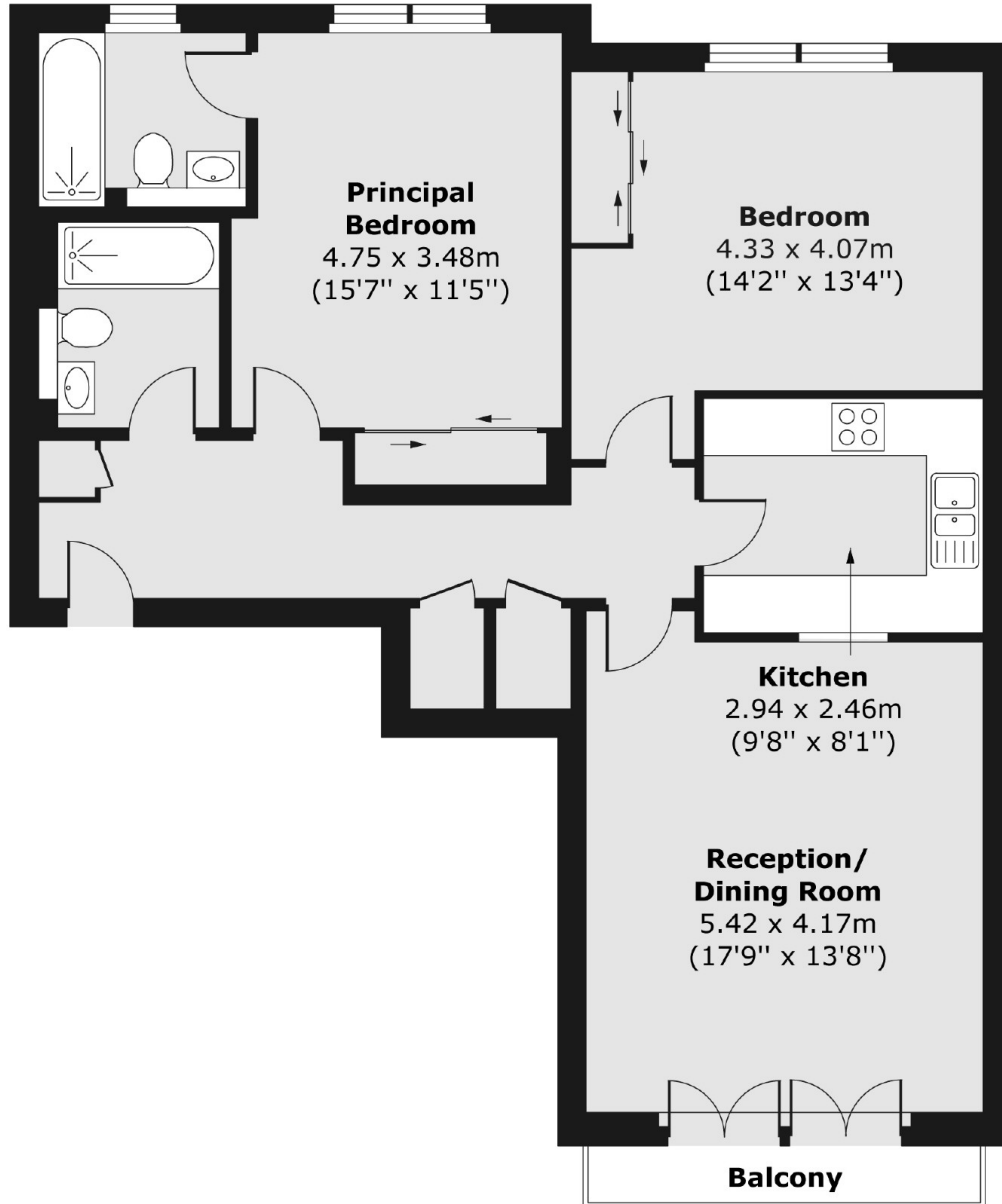 Principal
Bedroom
4.75 x 3.48m
(15'7'' x 11'5'')
Bedroom
4.33 x 4.07m
(14'2'' x 13'4'')
Kitchen
2.94 x 2.46m
(9'8'' x 8'1'')
Reception/
Dining Room
5.42 x 4.17m
(17'9'' x 13'8'')
Balcony